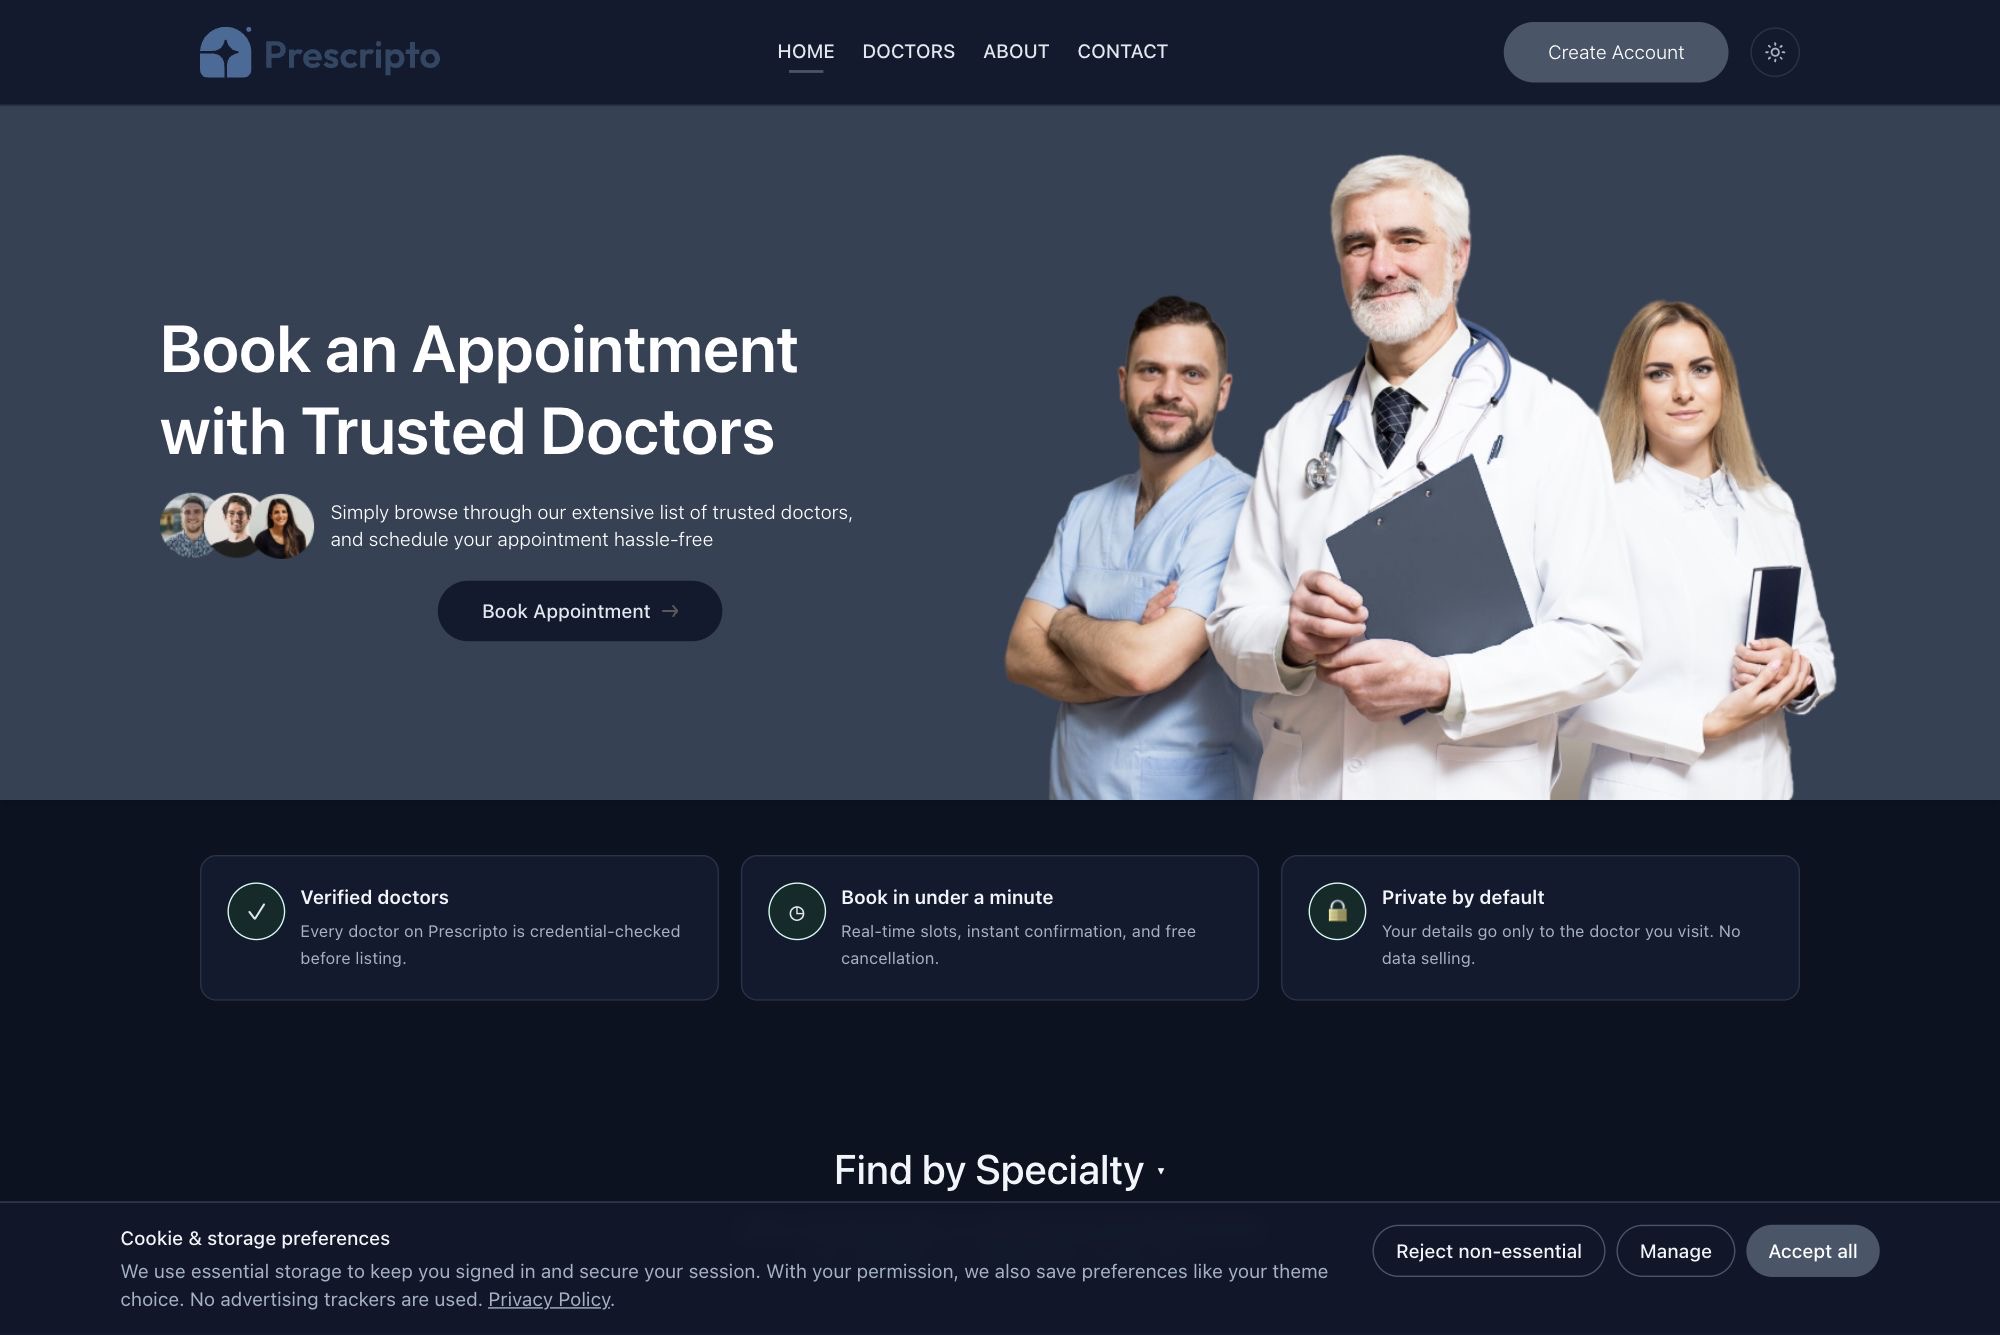 Prescripto
HOME
DOCTORS
ABOUT
CONTACT
Create Account
Book an Appointment
with Trusted Doctors
Simply browse through our extensive list of trusted doctors,
and schedule your appointment hassle-free
Book Appointment →
Verified doctors
Every doctor on Prescripto is credential-checked
before listing.
Book in under a minute
Real-time slots, instant confirmation, and free
cancellation.
Private by default
Your details go only to the doctor you visit. No
data selling.
Find by Specialty
Cookie & storage preferences
We use essential storage to keep you signed in and secure your session. With your permission, we also save preferences like your theme
choice. No advertising trackers are used. Privacy Policy.
Reject non-essential
Manage
Accept all